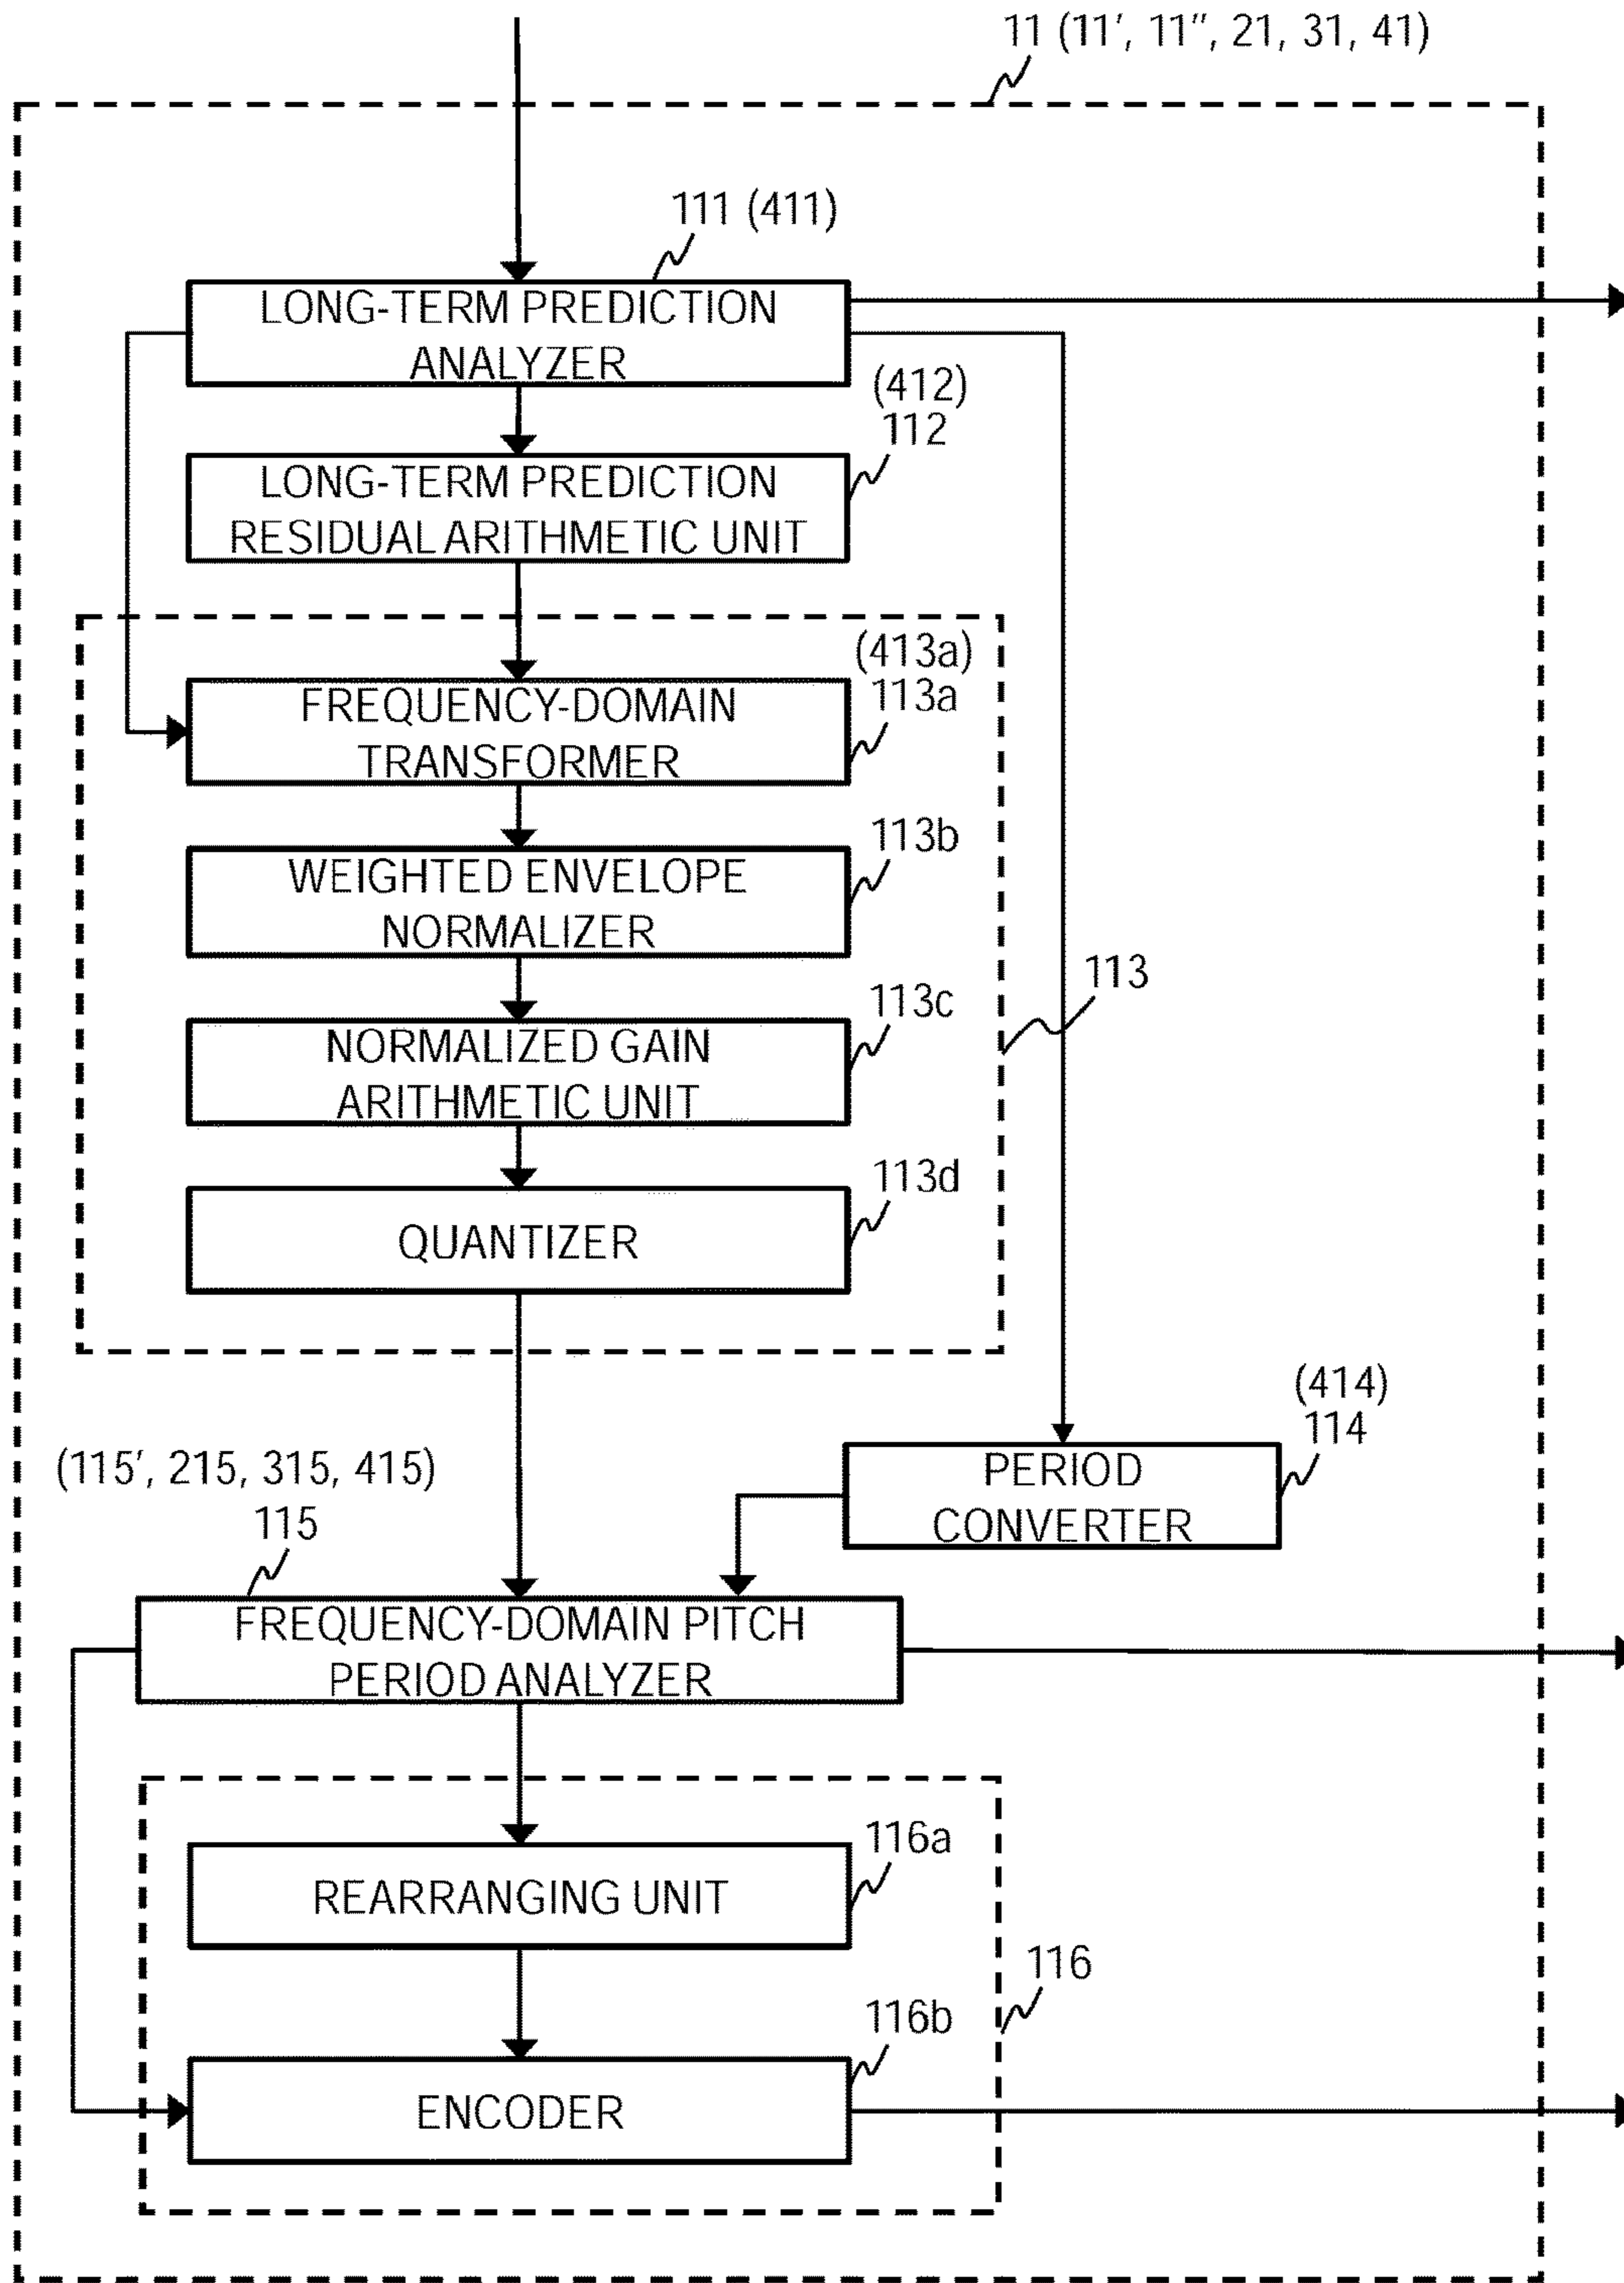 11 (11′, 11″, 21, 31, 41)
111 (411)
LONG-TERM PREDICTION
ANALYZER
(412)
112
LONG-TERM PREDICTION
RESIDUAL ARITHMETIC UNIT
(413a)
113a
FREQUENCY-DOMAIN
TRANSFORMER
113b
WEIGHTED ENVELOPE
NORMALIZER
113
113c
NORMALIZED GAIN
ARITHMETIC UNIT
113d
QUANTIZER
(414)
114
PERIOD
CONVERTER
(115′, 215, 315, 415)
115
FREQUENCY-DOMAIN PITCH
PERIOD ANALYZER
116a
REARRANGING UNIT
116
116b
ENCODER